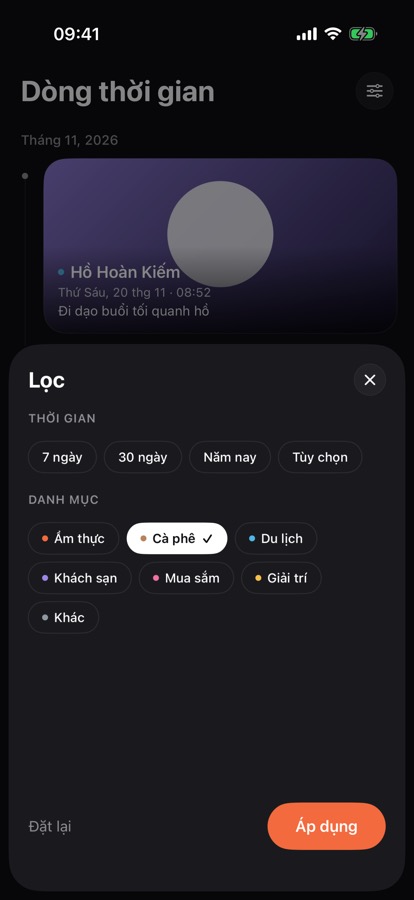 09:41
Dòng thời gian
Tháng 11, 2026
Hồ Hoàn Kiếm
Thứ Sáu, 20 thg 11 · 08:52
Đi dạo buổi tối quanh hồ
Lọc
THỜI GIAN
7 ngày
30 ngày
Năm nay
Tùy chọn
DANH MỤC
Ẩm thực
Cà phê
Du lịch
Khách sạn
Mua sắm
Giải trí
Khác
Đặt lại
Áp dụng